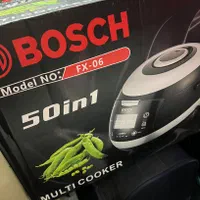 BOSCH
Model NO: FX-06
50in1
MULTI COOKER